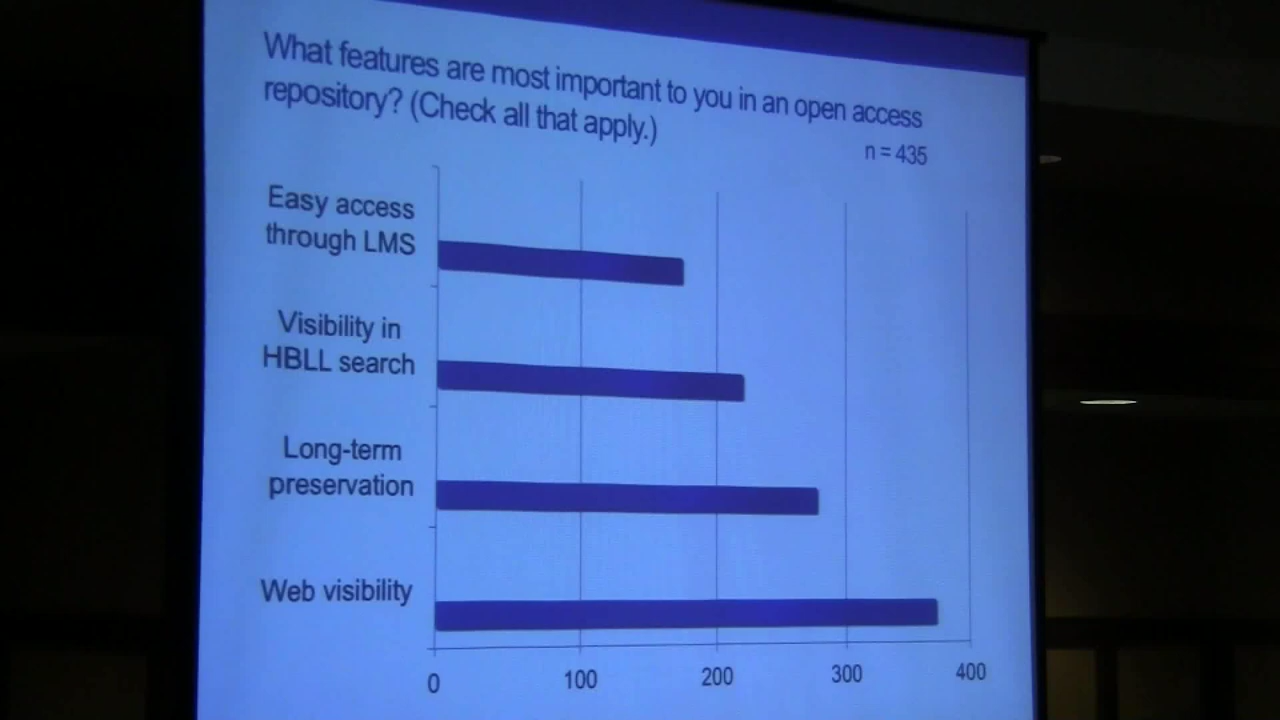 What features are most important to you in an open access
repository? (Check all that apply.)
n = 435
Easy access
through LMS
Visibility in
HBLL search
Long-term
preservation
Web visibility
0
100
200
300
400